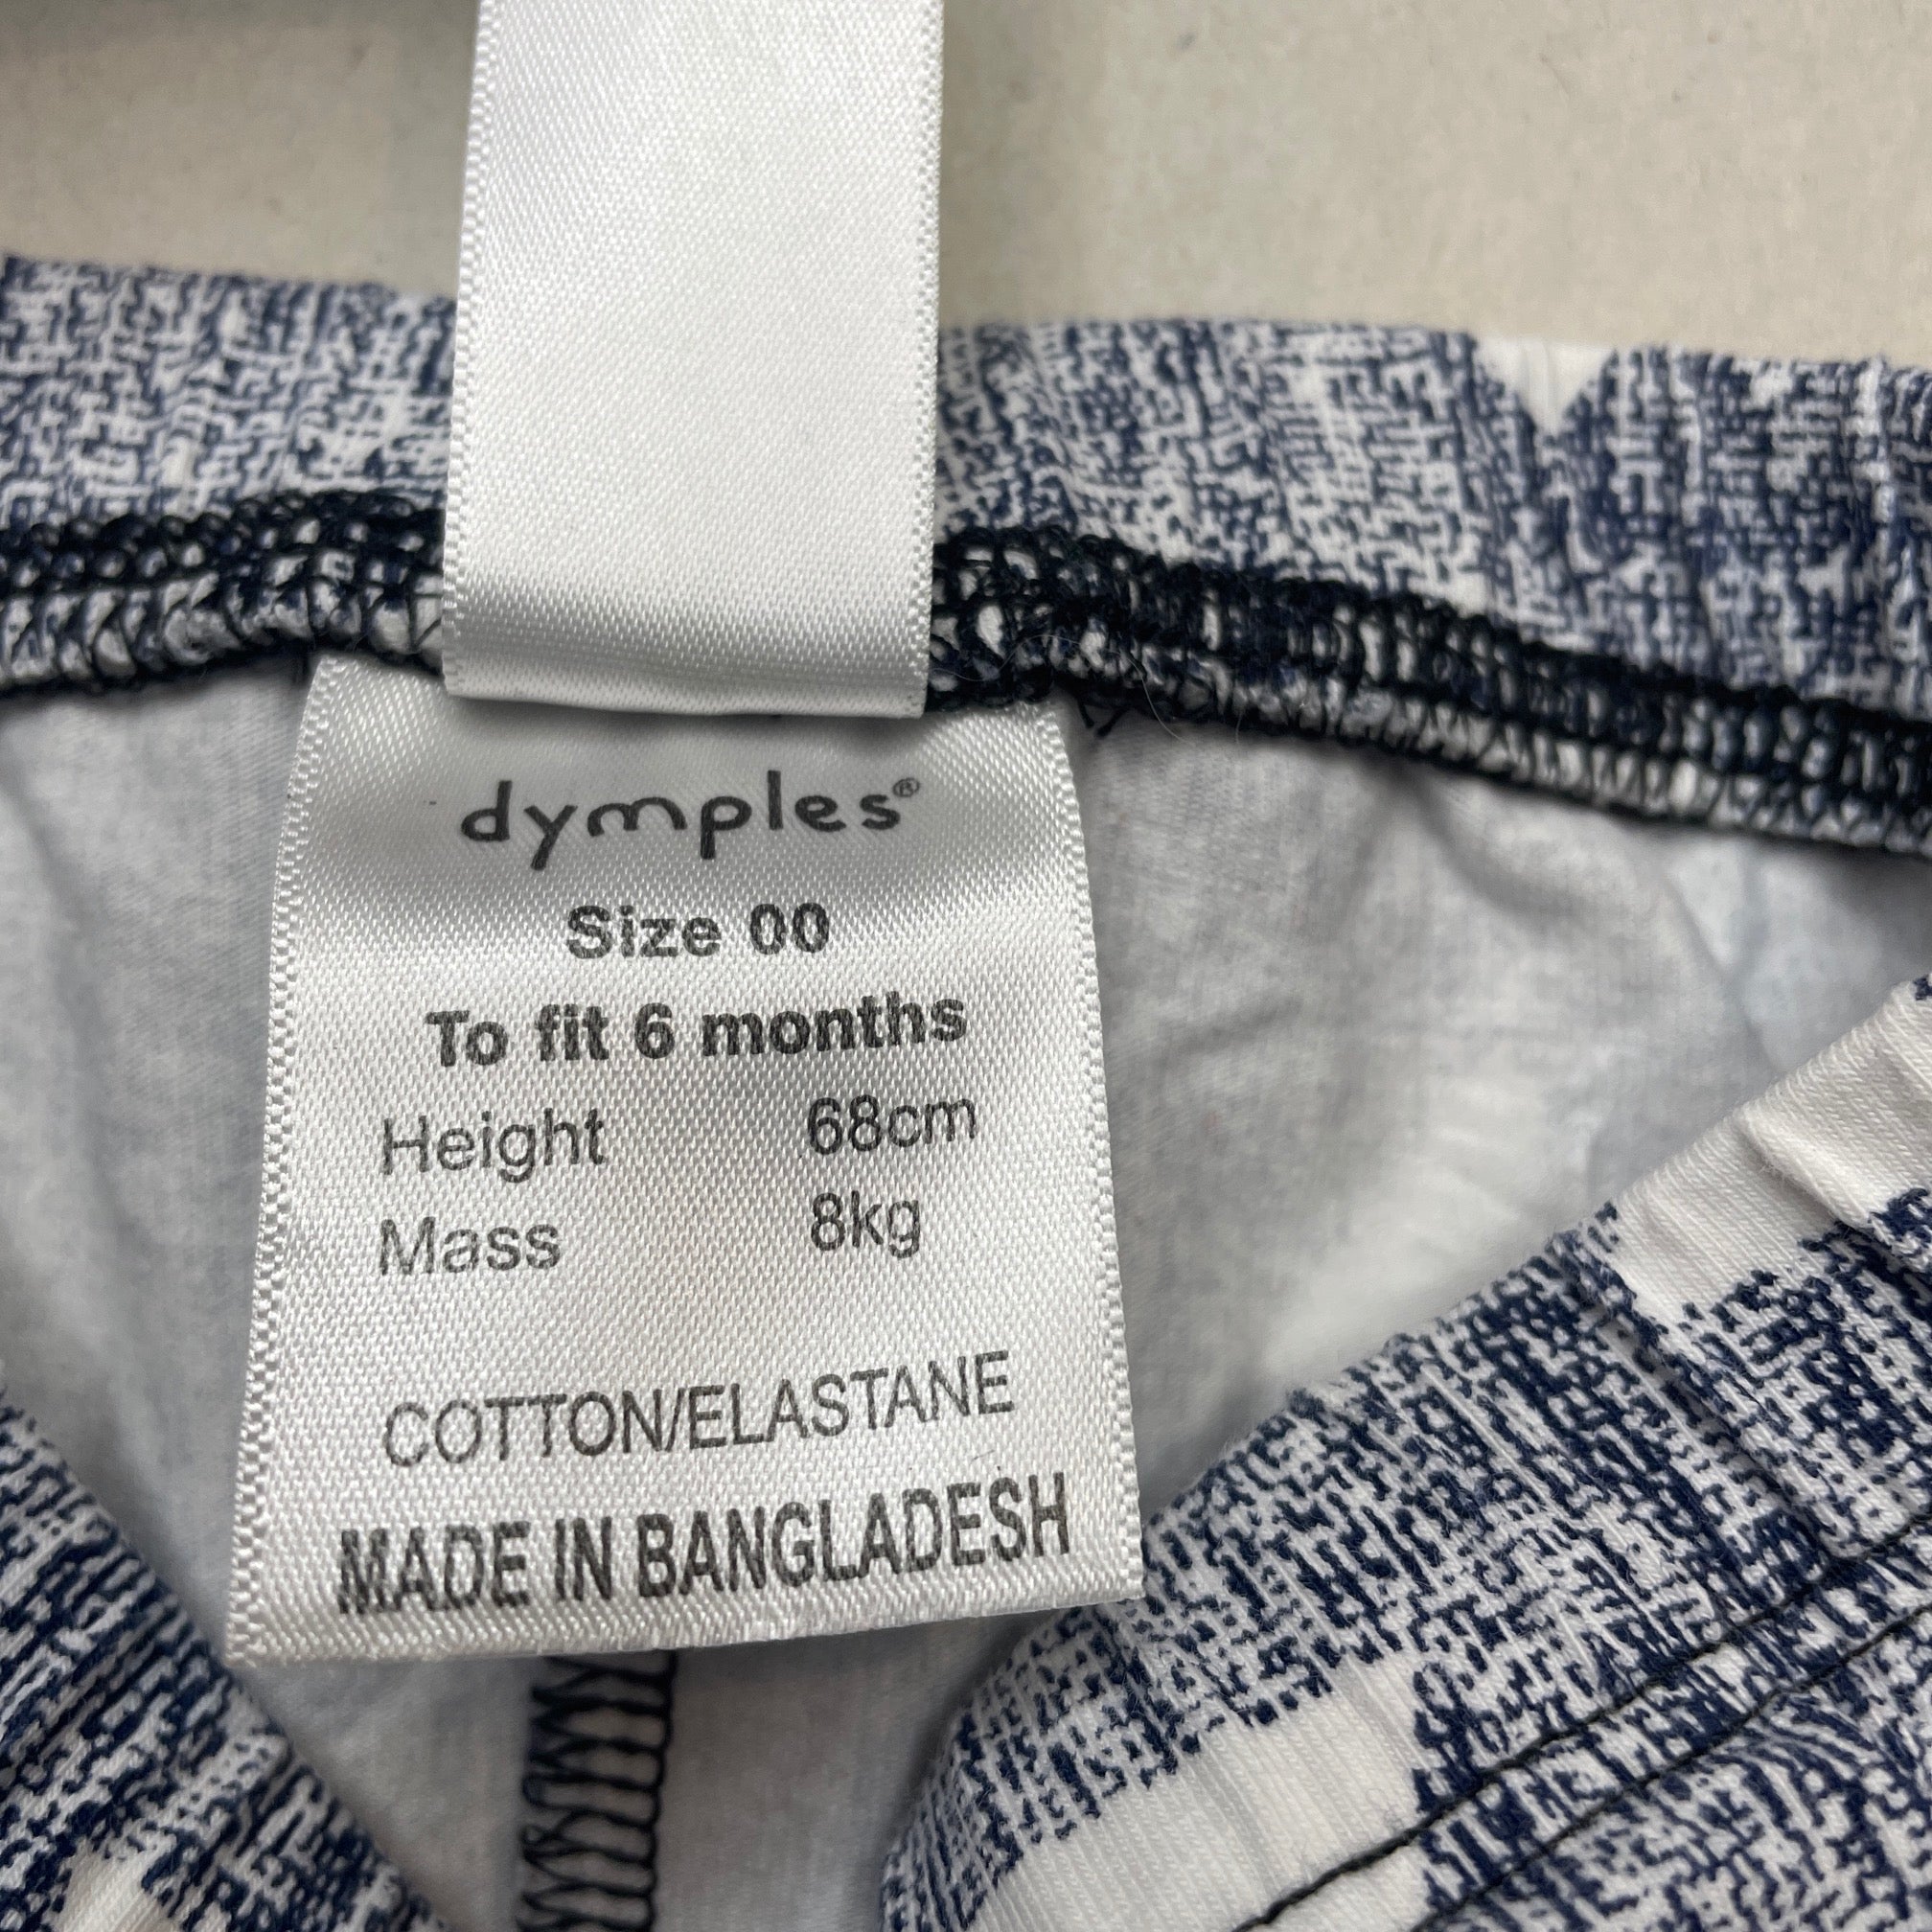 dymples®
Size 00
To fit 6 months
Height 68cm
Mass 8kg
COTTON/ELASTANE
MADE IN BANGLADESH